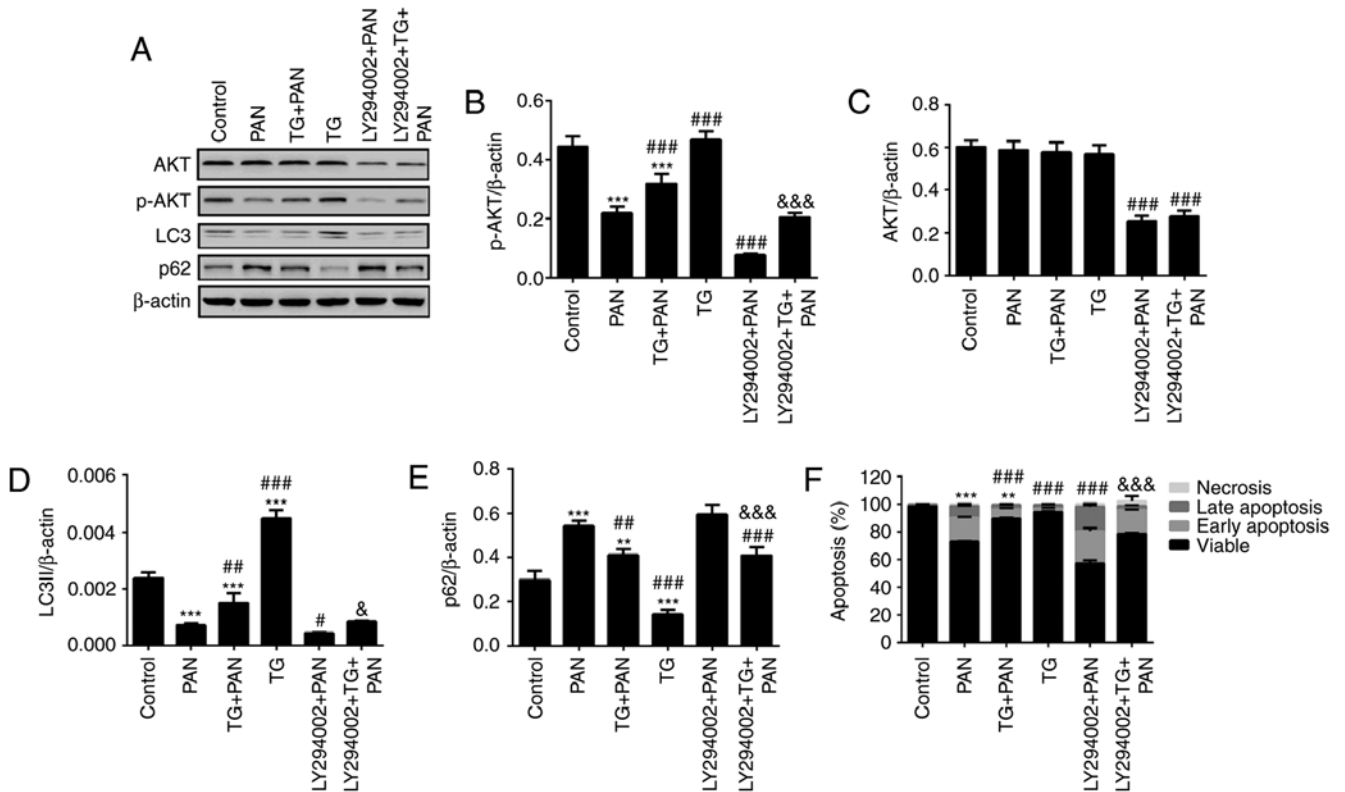 A
Control
PAN
TG+PAN
TG
LY294002+PAN
LY294002+TG+
PAN
AKT
p-AKT
LC3
p62
β-actin
B
p-AKT/β-actin
0.6
0.4
0.2
0.0
***
###
***
###
###
&&&
Control
PAN
TG+PAN
TG
LY294002+PAN
LY294002+TG+
PAN
C
AKT/β-actin
0.8
0.6
0.4
0.2
0.0
###
###
Control
PAN
TG+PAN
TG
LY294002+PAN
LY294002+TG+
PAN
D
LC3II/β-actin
0.006
0.004
0.002
0.000
***
##
***
###
***
#
&
Control
PAN
TG+PAN
TG
LY294002+PAN
LY294002+TG+
PAN
E
p62/β-actin
0.8
0.6
0.4
0.2
0.0
***
##
**
###
***
&&&
###
Control
PAN
TG+PAN
TG
LY294002+PAN
LY294002+TG+
PAN
F
Apoptosis (%)
120
100
80
60
40
20
0
***
###
**
###
###
&&&
Control
PAN
TG+PAN
TG
LY294002+PAN
LY294002+TG+
PAN
Necrosis
Late apoptosis
Early apoptosis
Viable